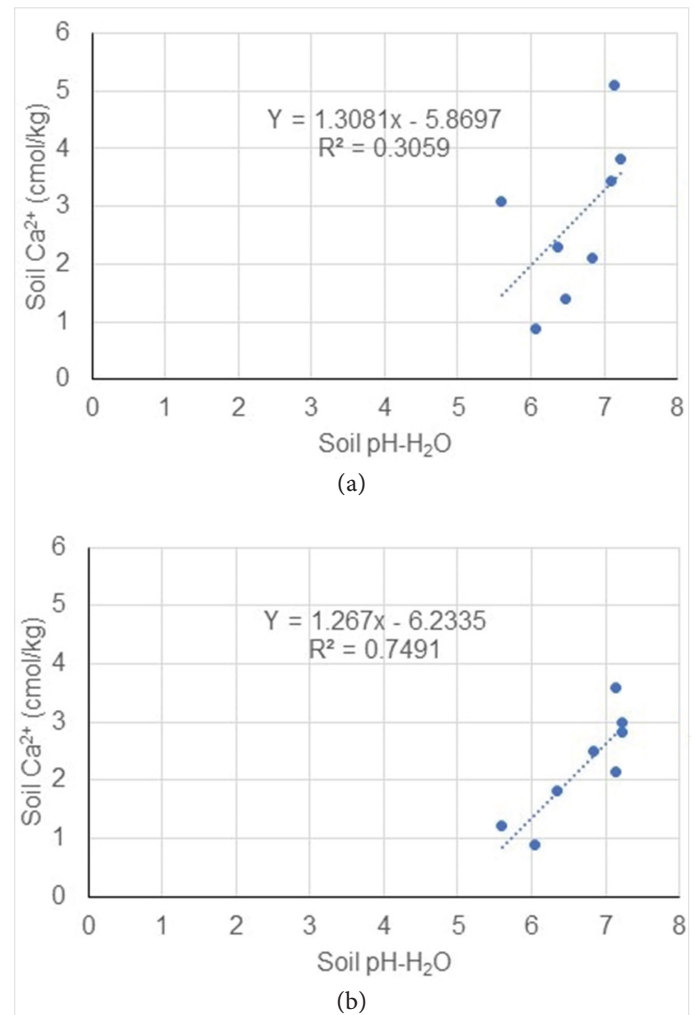 6
5
4
3
2
1
0
Soil Ca²⁺ (cmol/kg)
Y = 1.3081x - 5.8697
R² = 0.3059
0 1 2 3 4 5 6 7 8
Soil pH-H₂O
(a)
6
5
4
3
2
1
0
Soil Ca²⁺ (cmol/kg)
Y = 1.267x - 6.2335
R² = 0.7491
0 1 2 3 4 5 6 7 8
Soil pH-H₂O
(b)